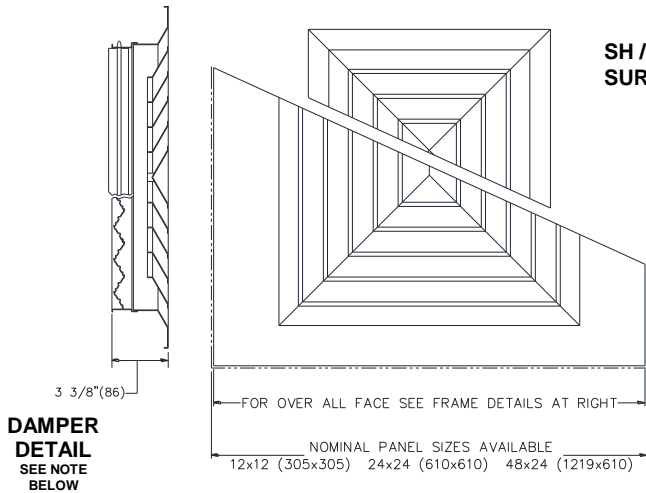 SH /
SUR
3 3/8"(86)
DAMPER
DETAIL
SEE NOTE
BELOW
FOR OVER ALL FACE SEE FRAME DETAILS AT RIGHT
NOMINAL PANEL SIZES AVAILABLE
12x12 (305x305) 24x24 (610x610) 48x24 (1219x610)